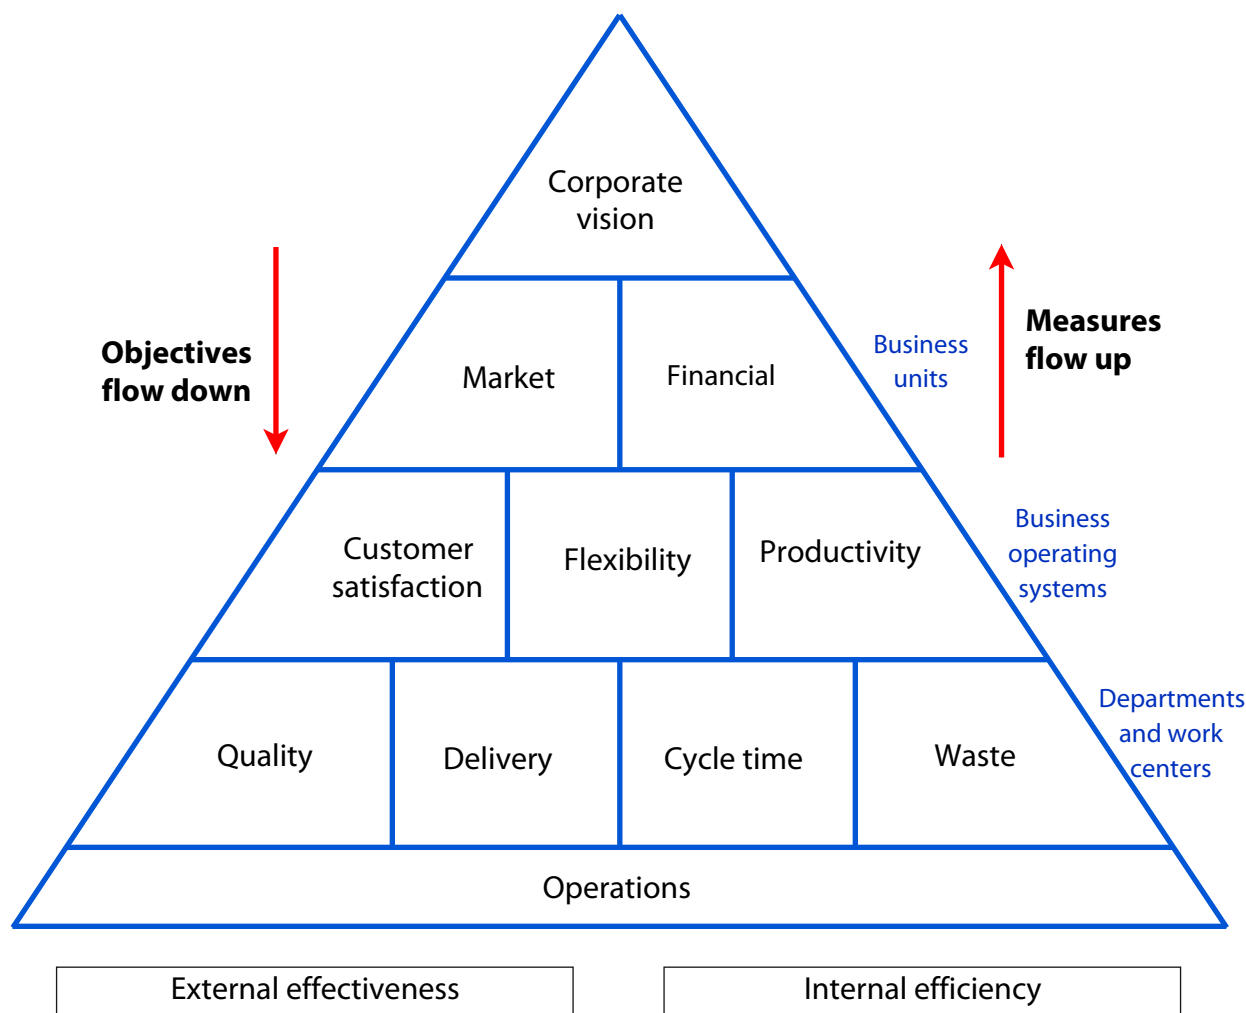 Corporate
vision
Objectives
flow down
Market
Financial
Business
units
Measures
flow up
Customer
satisfaction
Flexibility
Productivity
Business
operating
systems
Quality
Delivery
Cycle time
Waste
Departments
and work
centers
Operations
External effectiveness
Internal efficiency